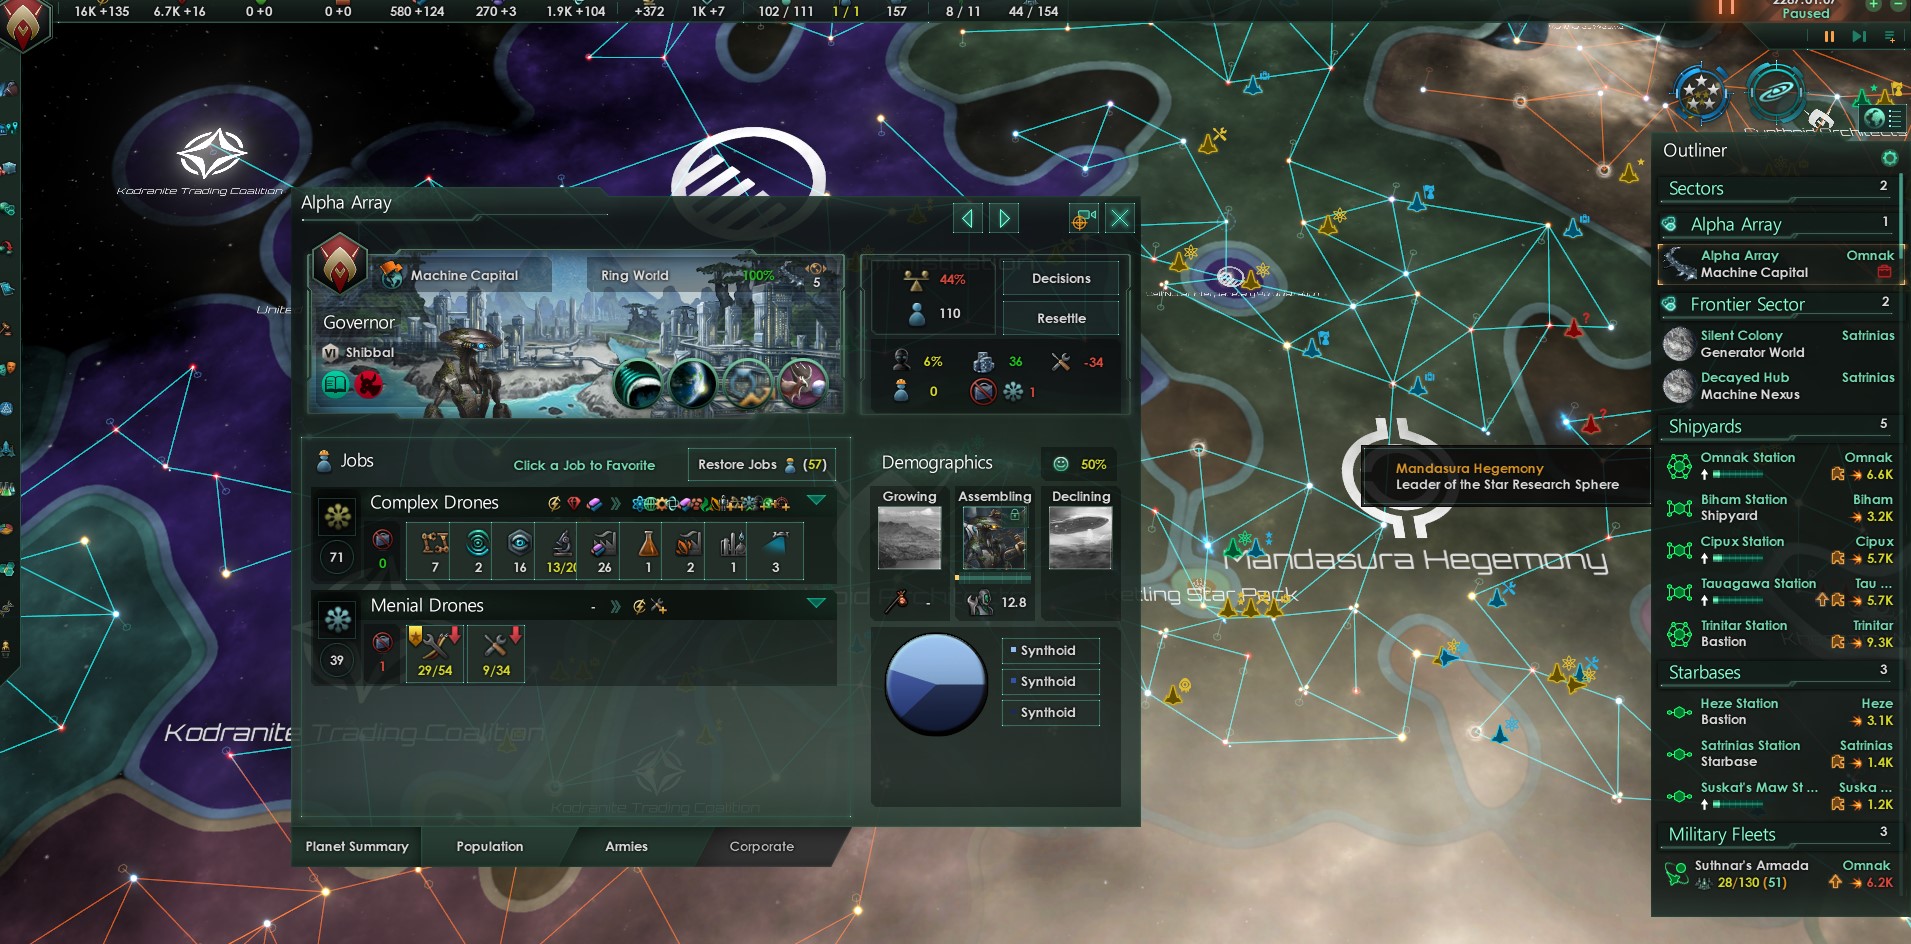 16K +135 6.7K +16 0 +0 0 +0 580 +124 270 +3 1.9K +104 +372 1K +7 102 / 111 1 / 1 157 8 / 11 44 / 154
Paused
Kodranite Trading Coalition
Alpha Array
Machine Capital
Ring World
100%
5
Governor
VI Shibbal
44%
110
Decisions
Resettle
6%
36
-34
0
1
Jobs
Click a Job to Favorite
Restore Jobs (57)
Complex Drones
71
0
7 2 16 13/20 26 1 2 1 3
Menial Drones
-
39
1
29/54 9/34
Demographics
50%
Growing
Assembling
Declining
-
12.8
Synthoid
Synthoid
Synthoid
Planet Summary
Population
Armies
Corporate
Kodranite Trading Coalition
Kodranite Trading Coalition
Mandasura Hegemony
Leader of the Star Research Sphere
Mandasura Hegemony
Outliner
Sectors 2
Alpha Array 1
Alpha Array Omnak
Machine Capital
Frontier Sector 2
Silent Colony Satrinias
Generator World
Decayed Hub Satrinias
Machine Nexus
Shipyards 5
Omnak Station Omnak
6.6K
Biham Station Biham
Shipyard 3.2K
Cipux Station Cipux
5.7K
Tauagawa Station Tau ...
5.7K
Trinitar Station Trinitar
Bastion 9.3K
Starbases 3
Heze Station Heze
Bastion 3.1K
Satrinias Station Satrinias
Starbase 1.4K
Suskat's Maw St ... Suska ...
1.2K
Military Fleets 3
Suthnar's Armada Omnak
28/130 (51) 6.2K